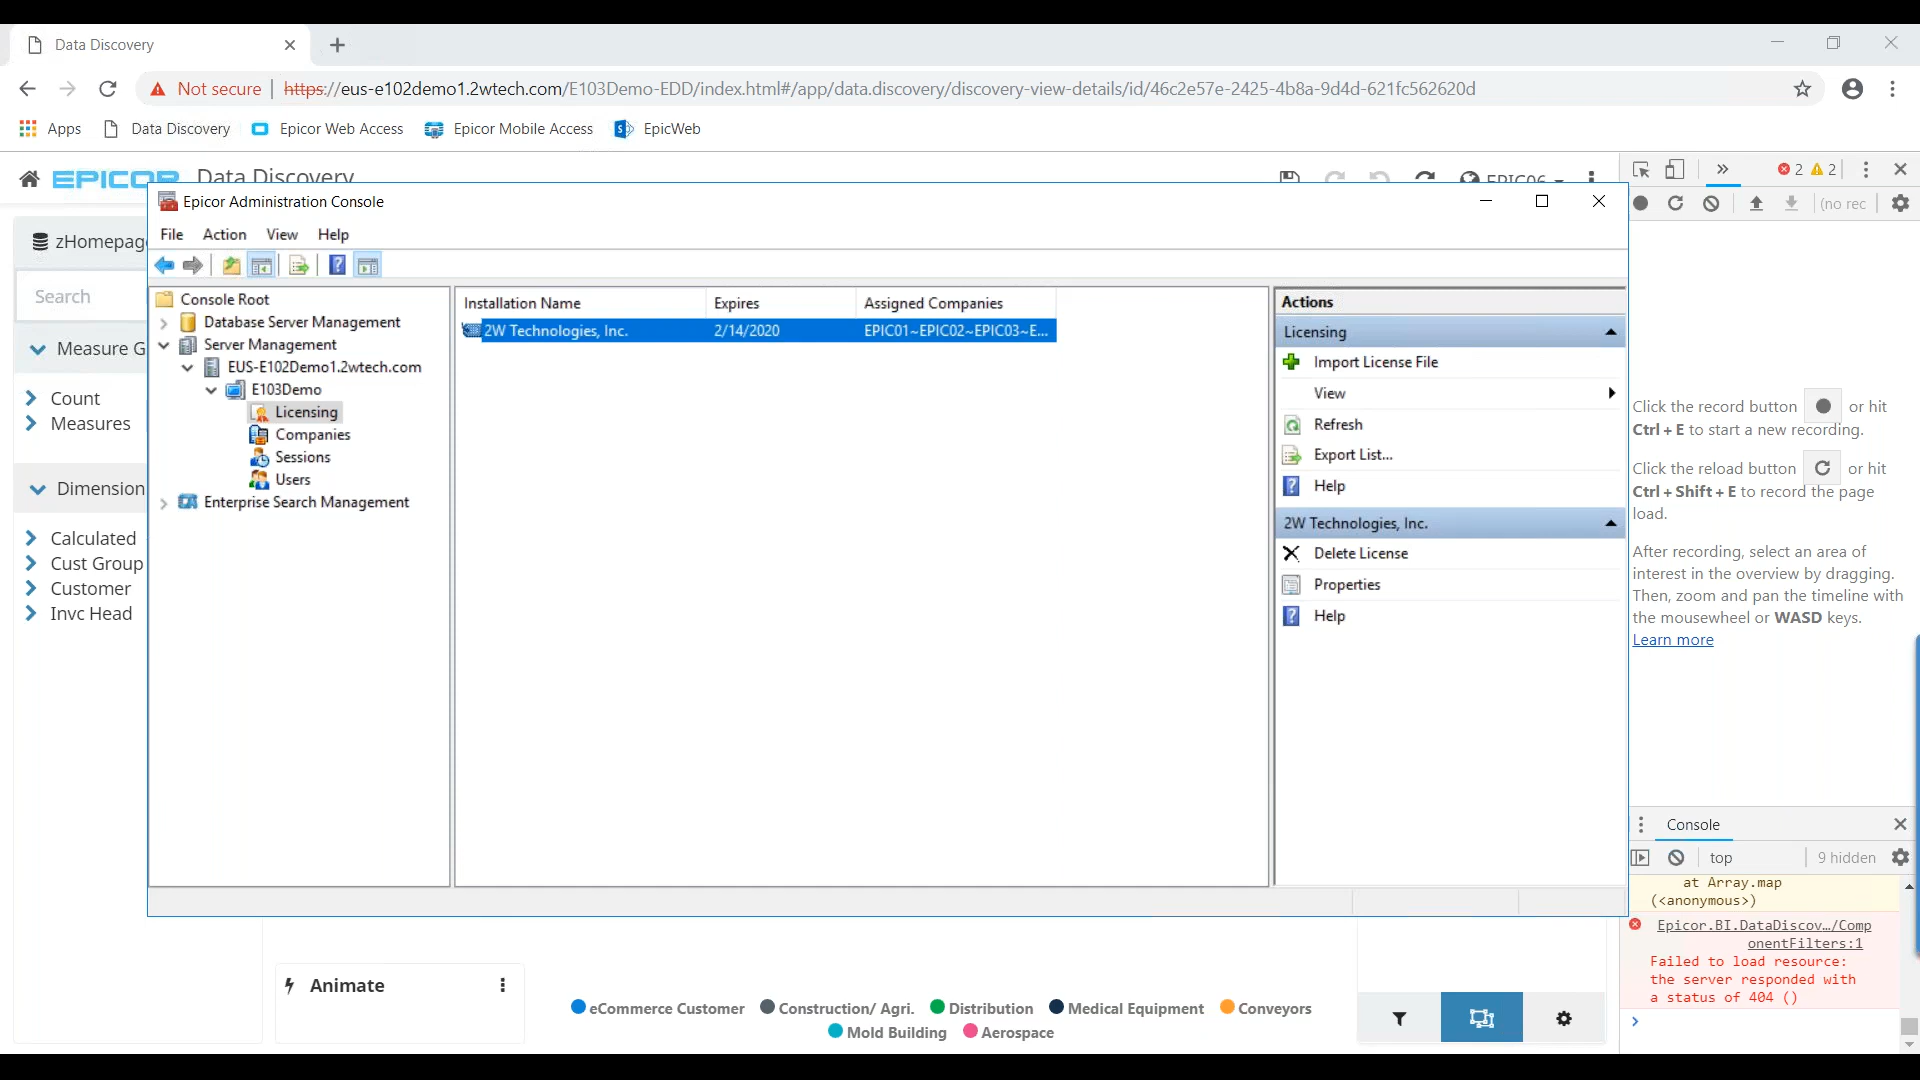 Data Discovery
Not secure | https://eus-e102demo1.2wtech.com/E103Demo-EDD/index.html#/app/data.discovery/discovery-view-details/id/46c2e57e-2425-4b8a-9d4d-621fc562620d
Apps Data Discovery Epicor Web Access Epicor Mobile Access EpicWeb
EPICOR Data Discovery EPIC06
2 2
(no rec
zHomepage
Search
Measure G
Count
Measures
Dimension
Calculated
Cust Group
Customer
Invc Head
Epicor Administration Console
File Action View Help
Console Root
Database Server Management
Server Management
EUS-E102Demo1.2wtech.com
E103Demo
Licensing
Companies
Sessions
Users
Enterprise Search Management
Installation Name Expires Assigned Companies
2W Technologies, Inc. 2/14/2020 EPIC01~EPIC02~EPIC03~E...
Actions
Licensing
Import License File
View
Refresh
Export List...
Help
2W Technologies, Inc.
Delete License
Properties
Help
Click the record button or hit
Ctrl + E to start a new recording.
Click the reload button or hit
Ctrl + Shift + E to record the page
load.
After recording, select an area of
interest in the overview by dragging.
Then, zoom and pan the timeline with
the mousewheel or WASD keys.
Learn more
Console
top 9 hidden
at Array.map
(<anonymous>)
Epicor.BI.DataDiscov…/Comp
onentFilters:1
Failed to load resource:
the server responded with
a status of 404 ()
Animate
eCommerce Customer Construction/ Agri. Distribution Medical Equipment Conveyors
Mold Building Aerospace